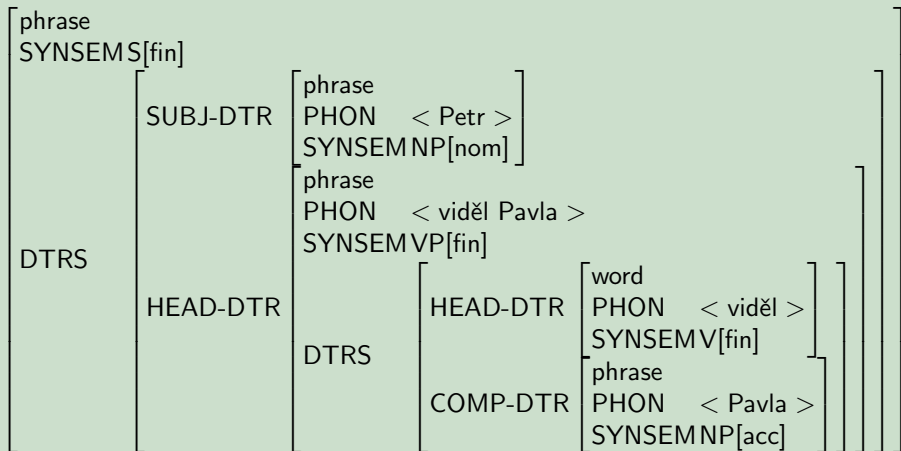 phrase
SYNSEM S[fin]
phrase
SUBJ-DTR PHON < Petr >
SYNSEM NP[nom]
phrase
PHON < viděl Pavla >
SYNSEM VP[fin]
DTRS
word
HEAD-DTR HEAD-DTR PHON < viděl >
SYNSEM V[fin]
DTRS
phrase
COMP-DTR PHON < Pavla >
SYNSEM NP[acc]